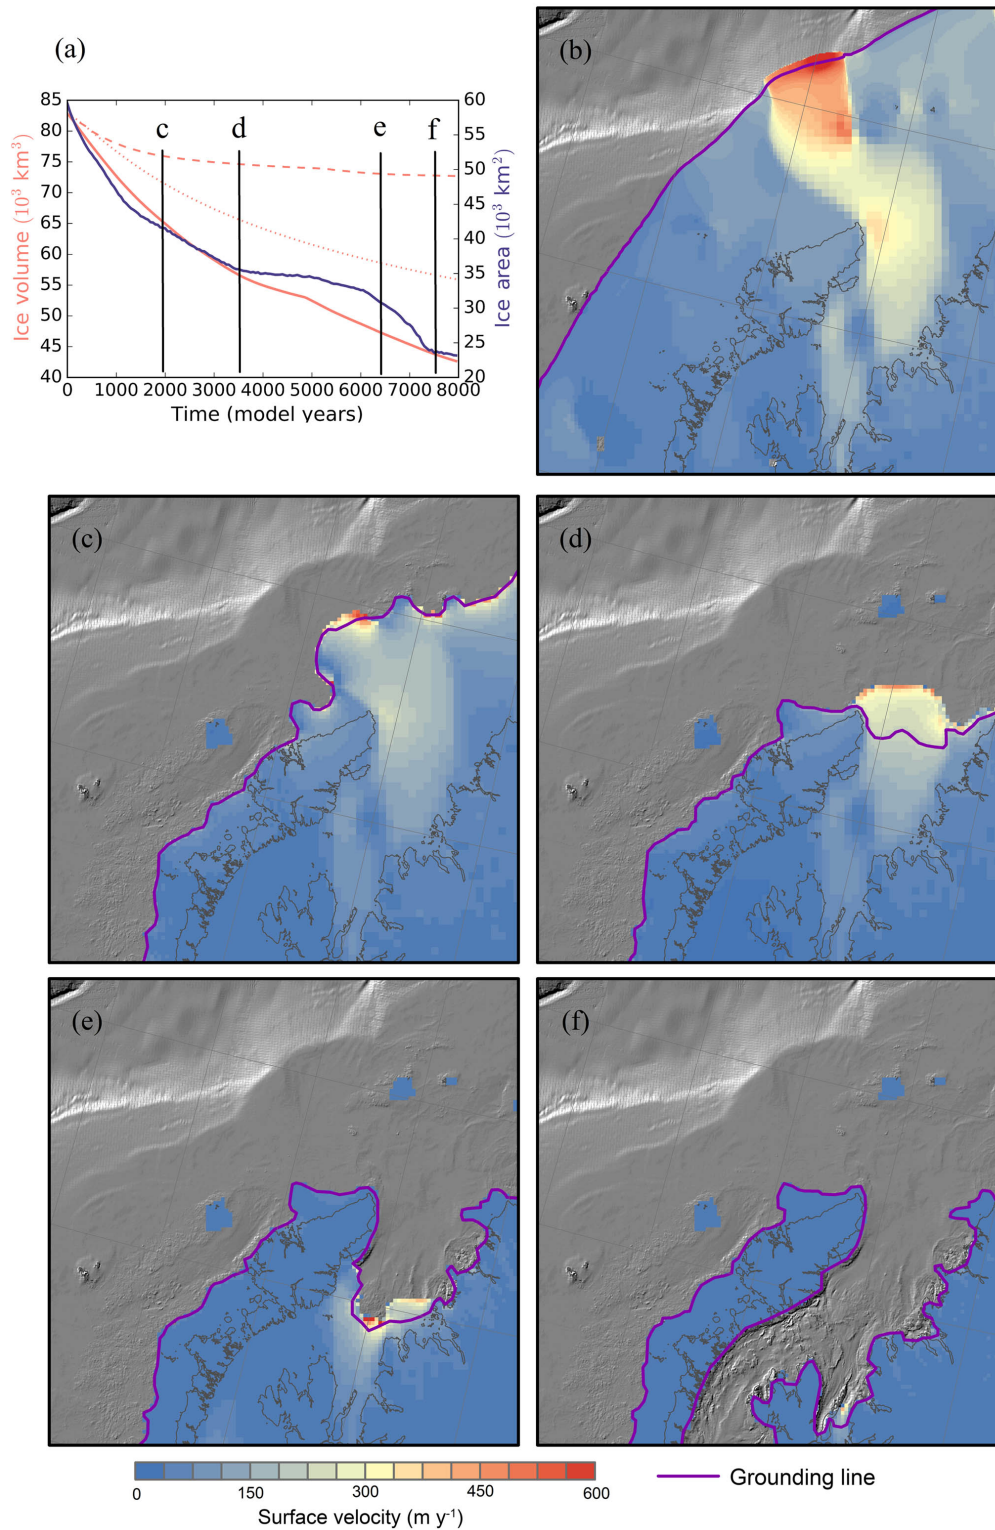 (a)
(b)
c d e f
85
80
75
70
65
60
55
50
45
40
60
55
50
45
40
35
30
25
20
Ice volume (10³ km³)
Ice area (10³ km²)
0 1000 2000 3000 4000 5000 6000 7000 8000
Time (model years)
(c)
(d)
(e)
(f)
0 150 300 450 600
Surface velocity (m y⁻¹)
Grounding line